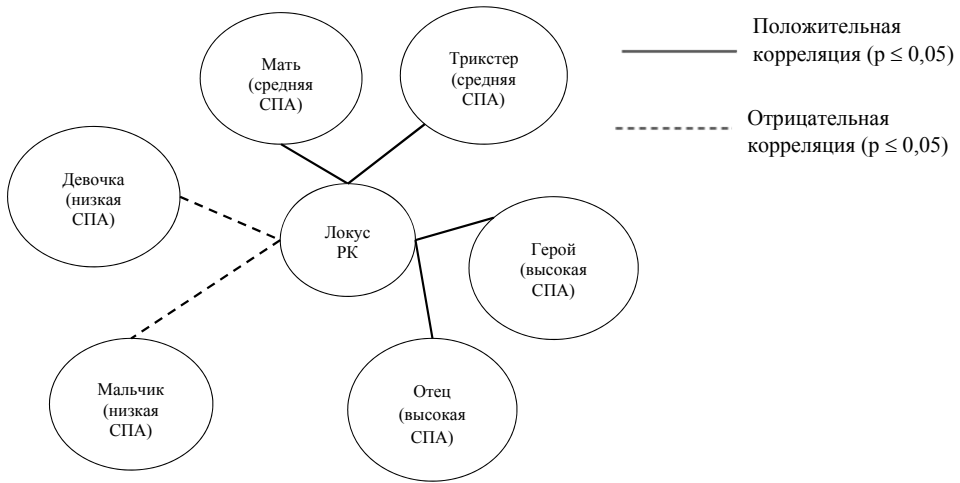 Мать
(средняя
СПА)
Трикстер
(средняя
СПА)
Положительная
корреляция (p ≤ 0,05)
Отрицательная
корреляция (p ≤ 0,05)
Девочка
(низкая
СПА)
Локус
РК
Герой
(высокая
СПА)
Мальчик
(низкая
СПА)
Отец
(высокая
СПА)